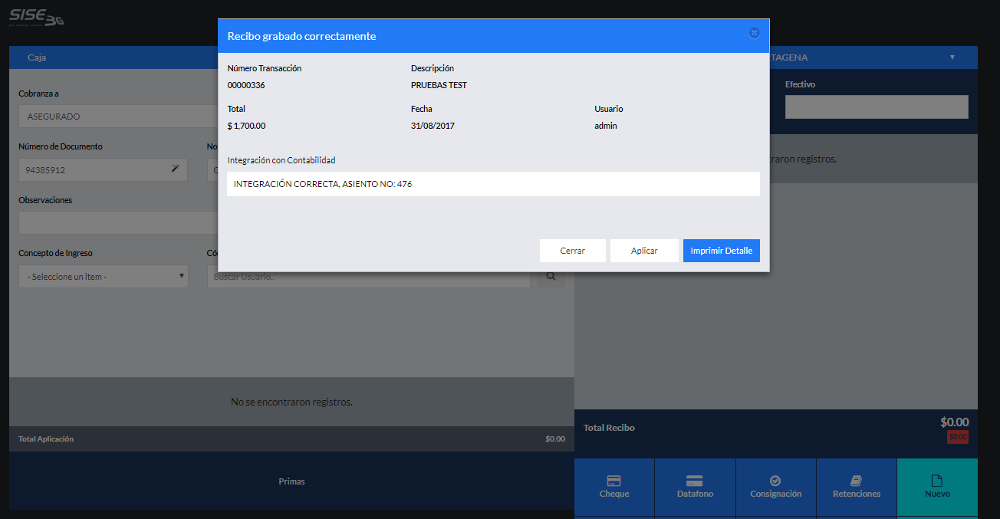 SISE 3G
Recibo grabado correctamente
Caja
TAGENA
Número Transacción
Descripción
00000336
PRUEBAS TEST
Efectivo
Cobranza a
Total
Fecha
Usuario
ASEGURADO
$ 1,700.00
31/08/2017
admin
Número de Documento
No
Integración con Contabilidad
raron registros.
94385912
INTEGRACIÓN CORRECTA, ASIENTO NO: 476
Observaciones
Concepto de Ingreso
Có
Cerrar
Aplicar
Imprimir Detalle
- Seleccione un item -
Buscar Usuario..
No se encontraron registros.
Total Recibo
$0.00
$0.00
Total Aplicación
$0.00
Primas
Cheque
Datafono
Consignación
Retenciones
Nuevo